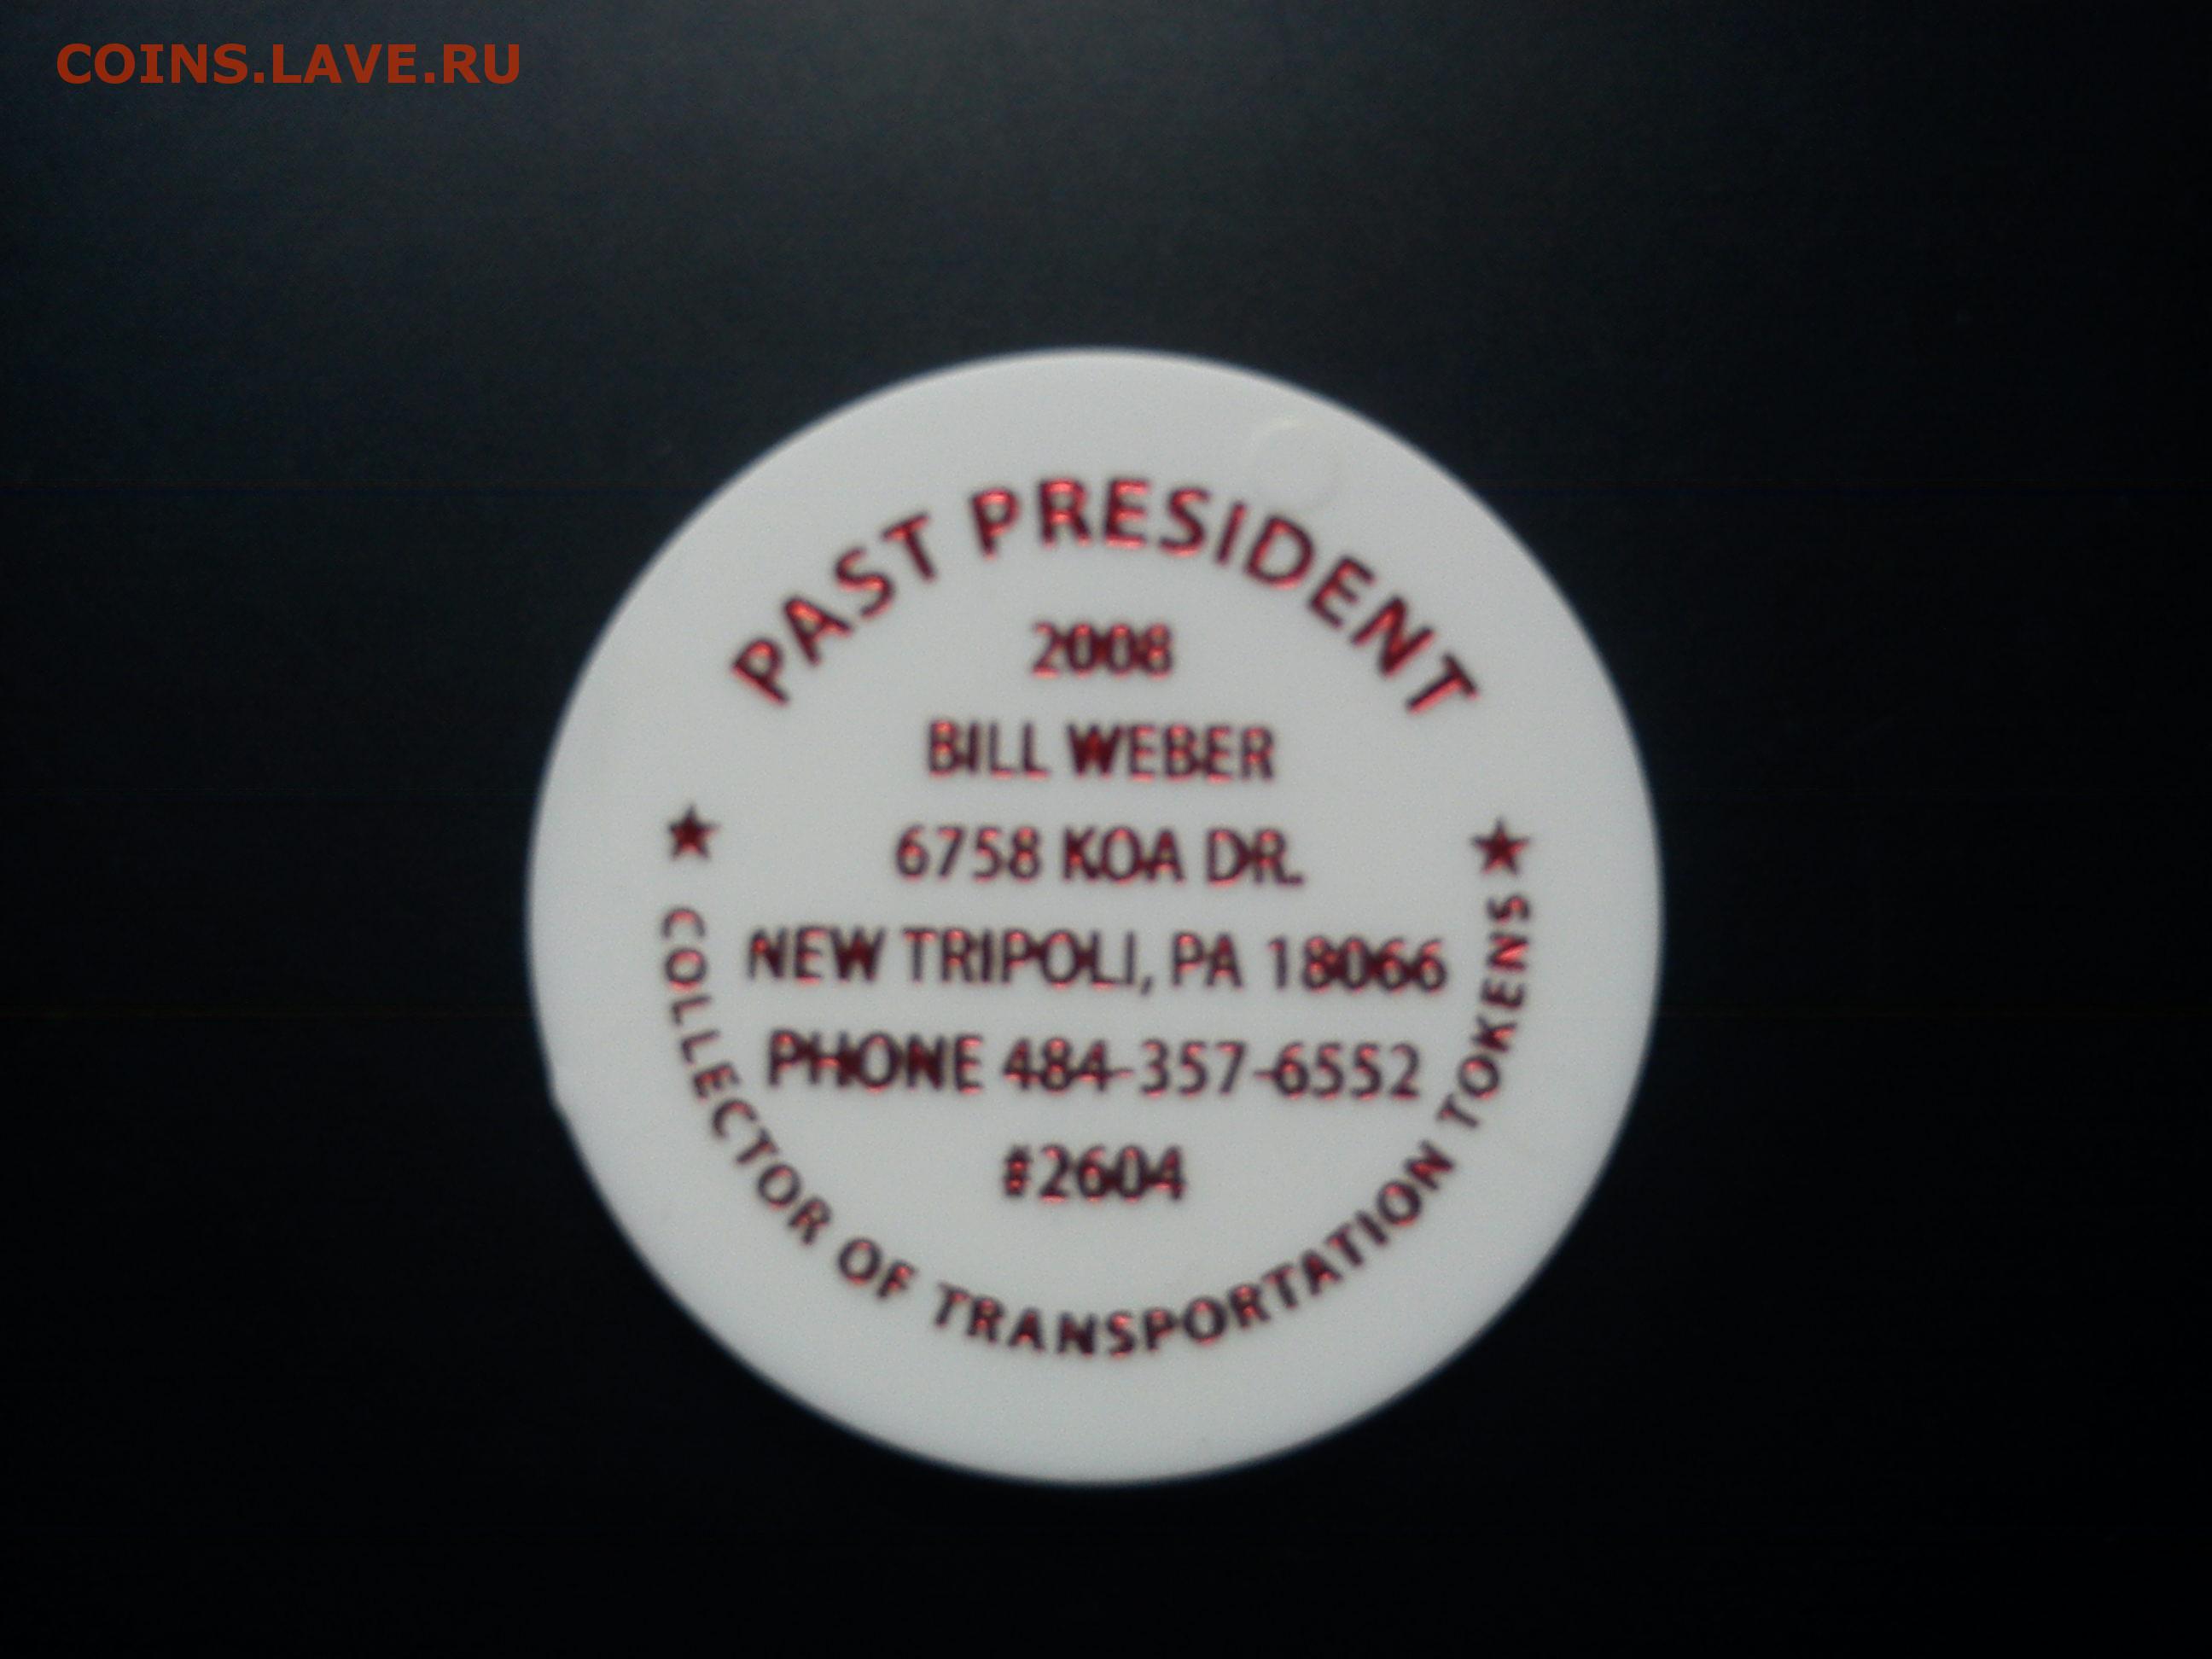 COINS.LAVE.RU
PAST PRESIDENT
2008
BILL WEBER
6758 KOA DR.
NEW TRIPOLI, PA 18066
PHONE 484-357-6552
#2604
★ COLLECTOR OF TRANSPORTATION TOKENS ★